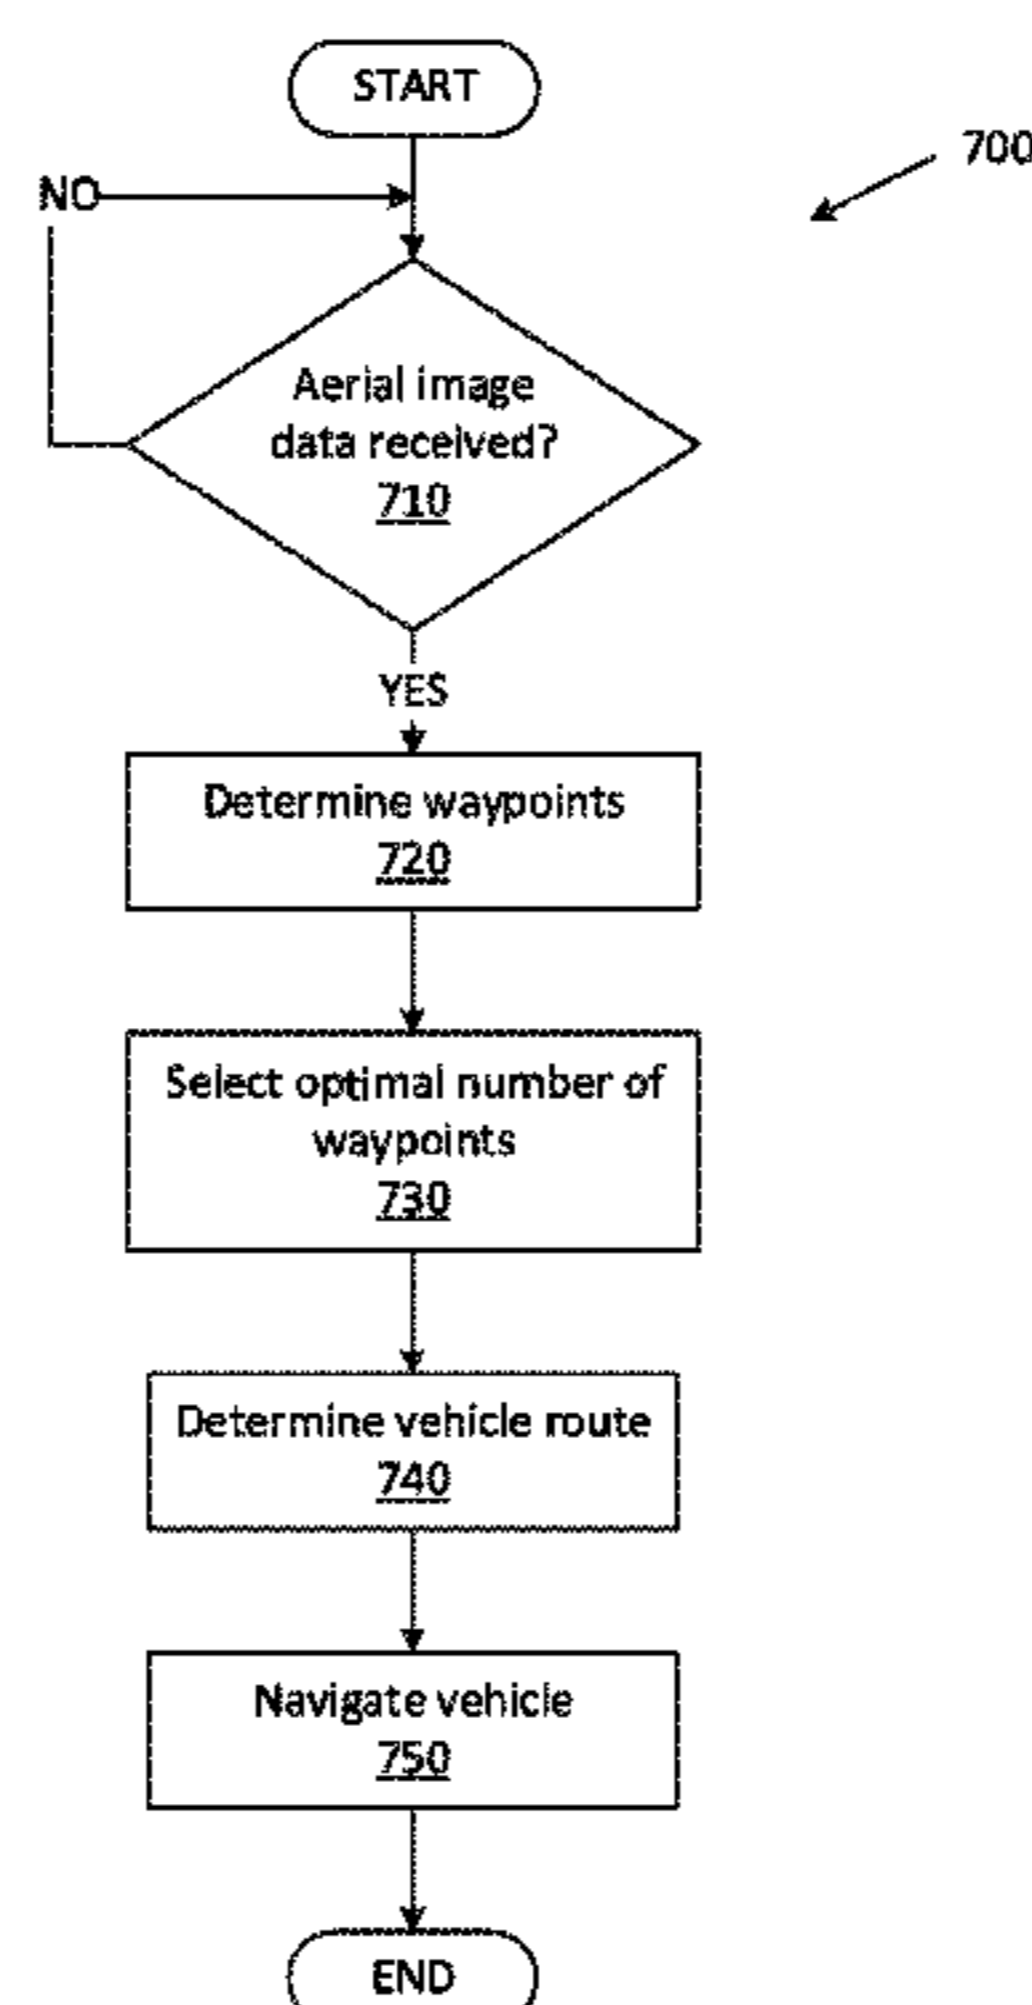 START
700
NO
Aerial image
data received?
710
YES
Determine waypoints
720
Select optimal number of
waypoints
730
Determine vehicle route
740
Navigate vehicle
750
END